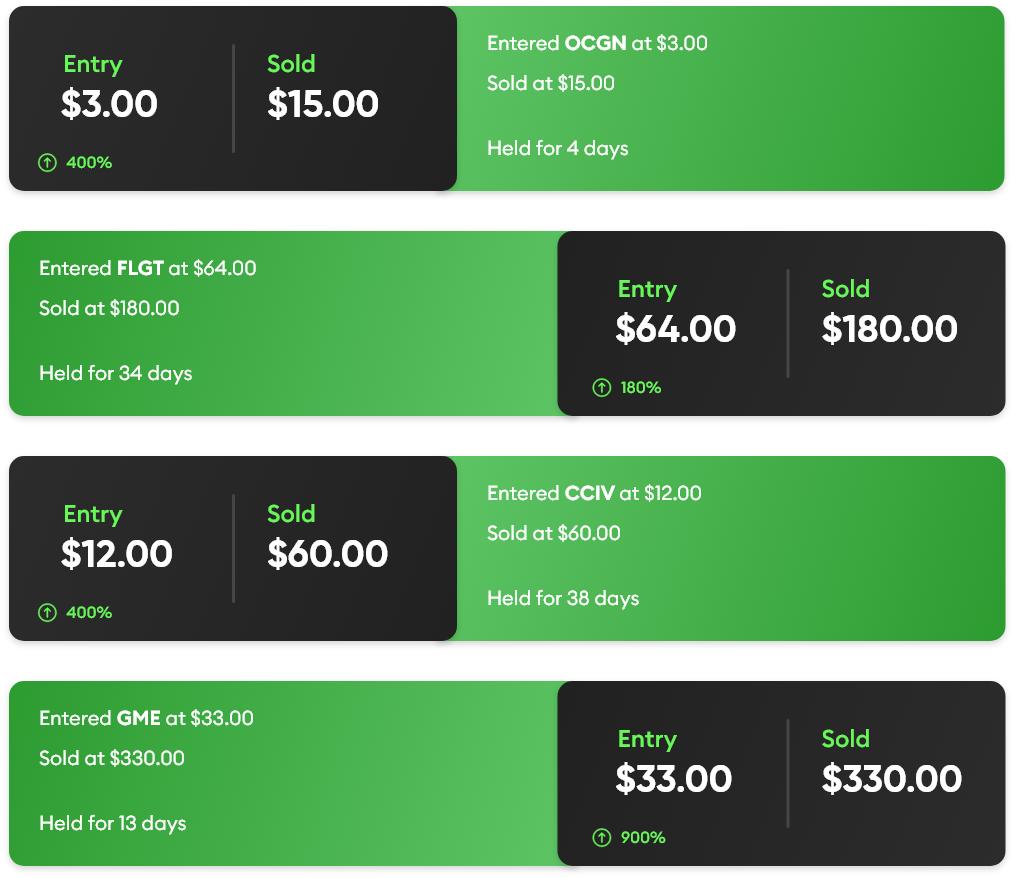 Entry
$3.00
Sold
$15.00
400%
Entered OCGN at $3.00
Sold at $15.00
Held for 4 days
Entered FLGT at $64.00
Sold at $180.00
Held for 34 days
Entry
$64.00
Sold
$180.00
180%
Entry
$12.00
Sold
$60.00
400%
Entered CCIV at $12.00
Sold at $60.00
Held for 38 days
Entered GME at $33.00
Sold at $330.00
Held for 13 days
Entry
$33.00
Sold
$330.00
900%